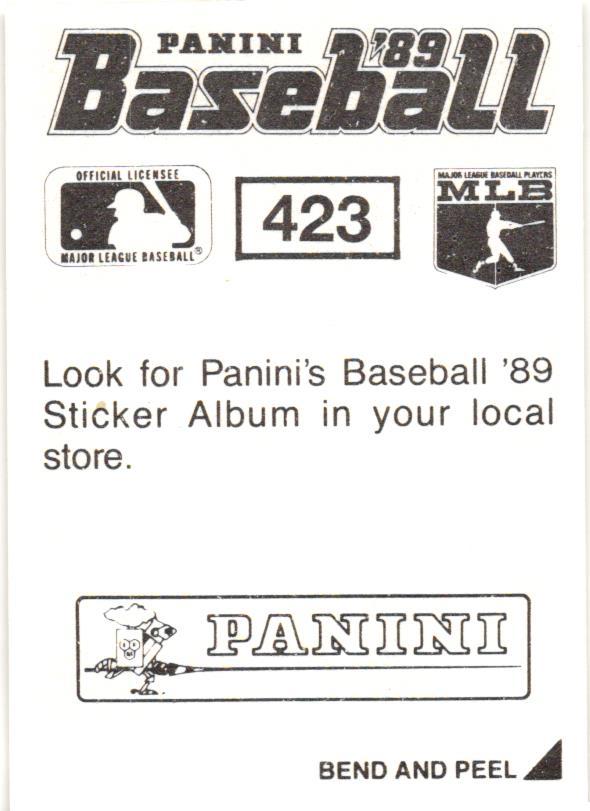 PANINI '89
Baseball
OFFICIAL LICENSEE
MAJOR LEAGUE BASEBALL®
423
MAJOR LEAGUE BASEBALL PLAYERS
MLB
Look for Panini's Baseball '89
Sticker Album in your local
store.
PANINI
BEND AND PEEL